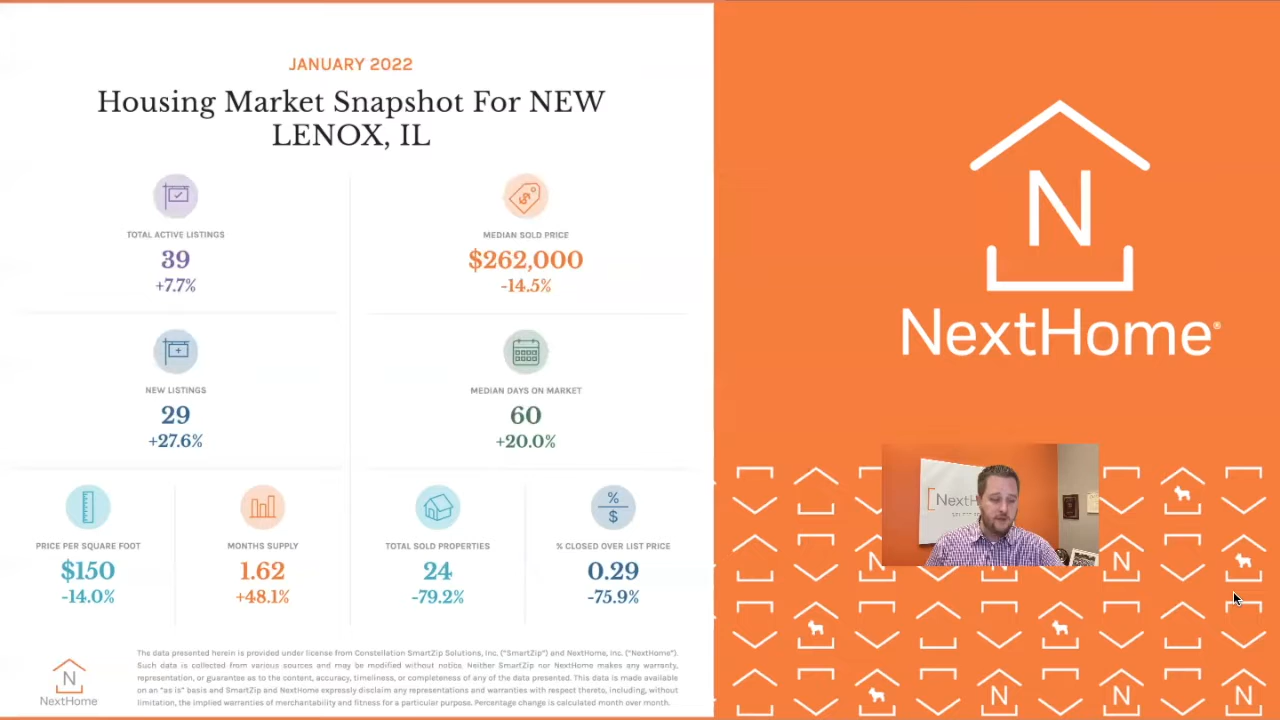 JANUARY 2022
Housing Market Snapshot For NEW
LENOX, IL
TOTAL ACTIVE LISTINGS
39
+7.7%
MEDIAN SOLD PRICE
$262,000
-14.5%
NEW LISTINGS
29
+27.6%
MEDIAN DAYS ON MARKET
60
+20.0%
PRICE PER SQUARE FOOT
$150
-14.0%
MONTHS SUPPLY
1.62
+48.1%
TOTAL SOLD PROPERTIES
24
-79.2%
% CLOSED OVER LIST PRICE
0.29
-75.9%
N
NextHome
The data presented herein is provided under license from Constellation SmartZip Solutions, Inc. ("SmartZip") and NextHome, Inc. ("NextHome").
Such data is collected from various sources and may be modified without notice. Neither SmartZip nor NextHome makes any warranty,
representation, or guarantee as to the content, accuracy, timeliness, or completeness of any of the data presented. This data is made available
on an "as is" basis and SmartZip and NextHome expressly disclaim any representations and warranties with respect thereto, including, without
limitation, the implied warranties of merchantability and fitness for a particular purpose. Percentage change is calculated month over month.
N
NextHome®
NextH
N
N
N
N
N